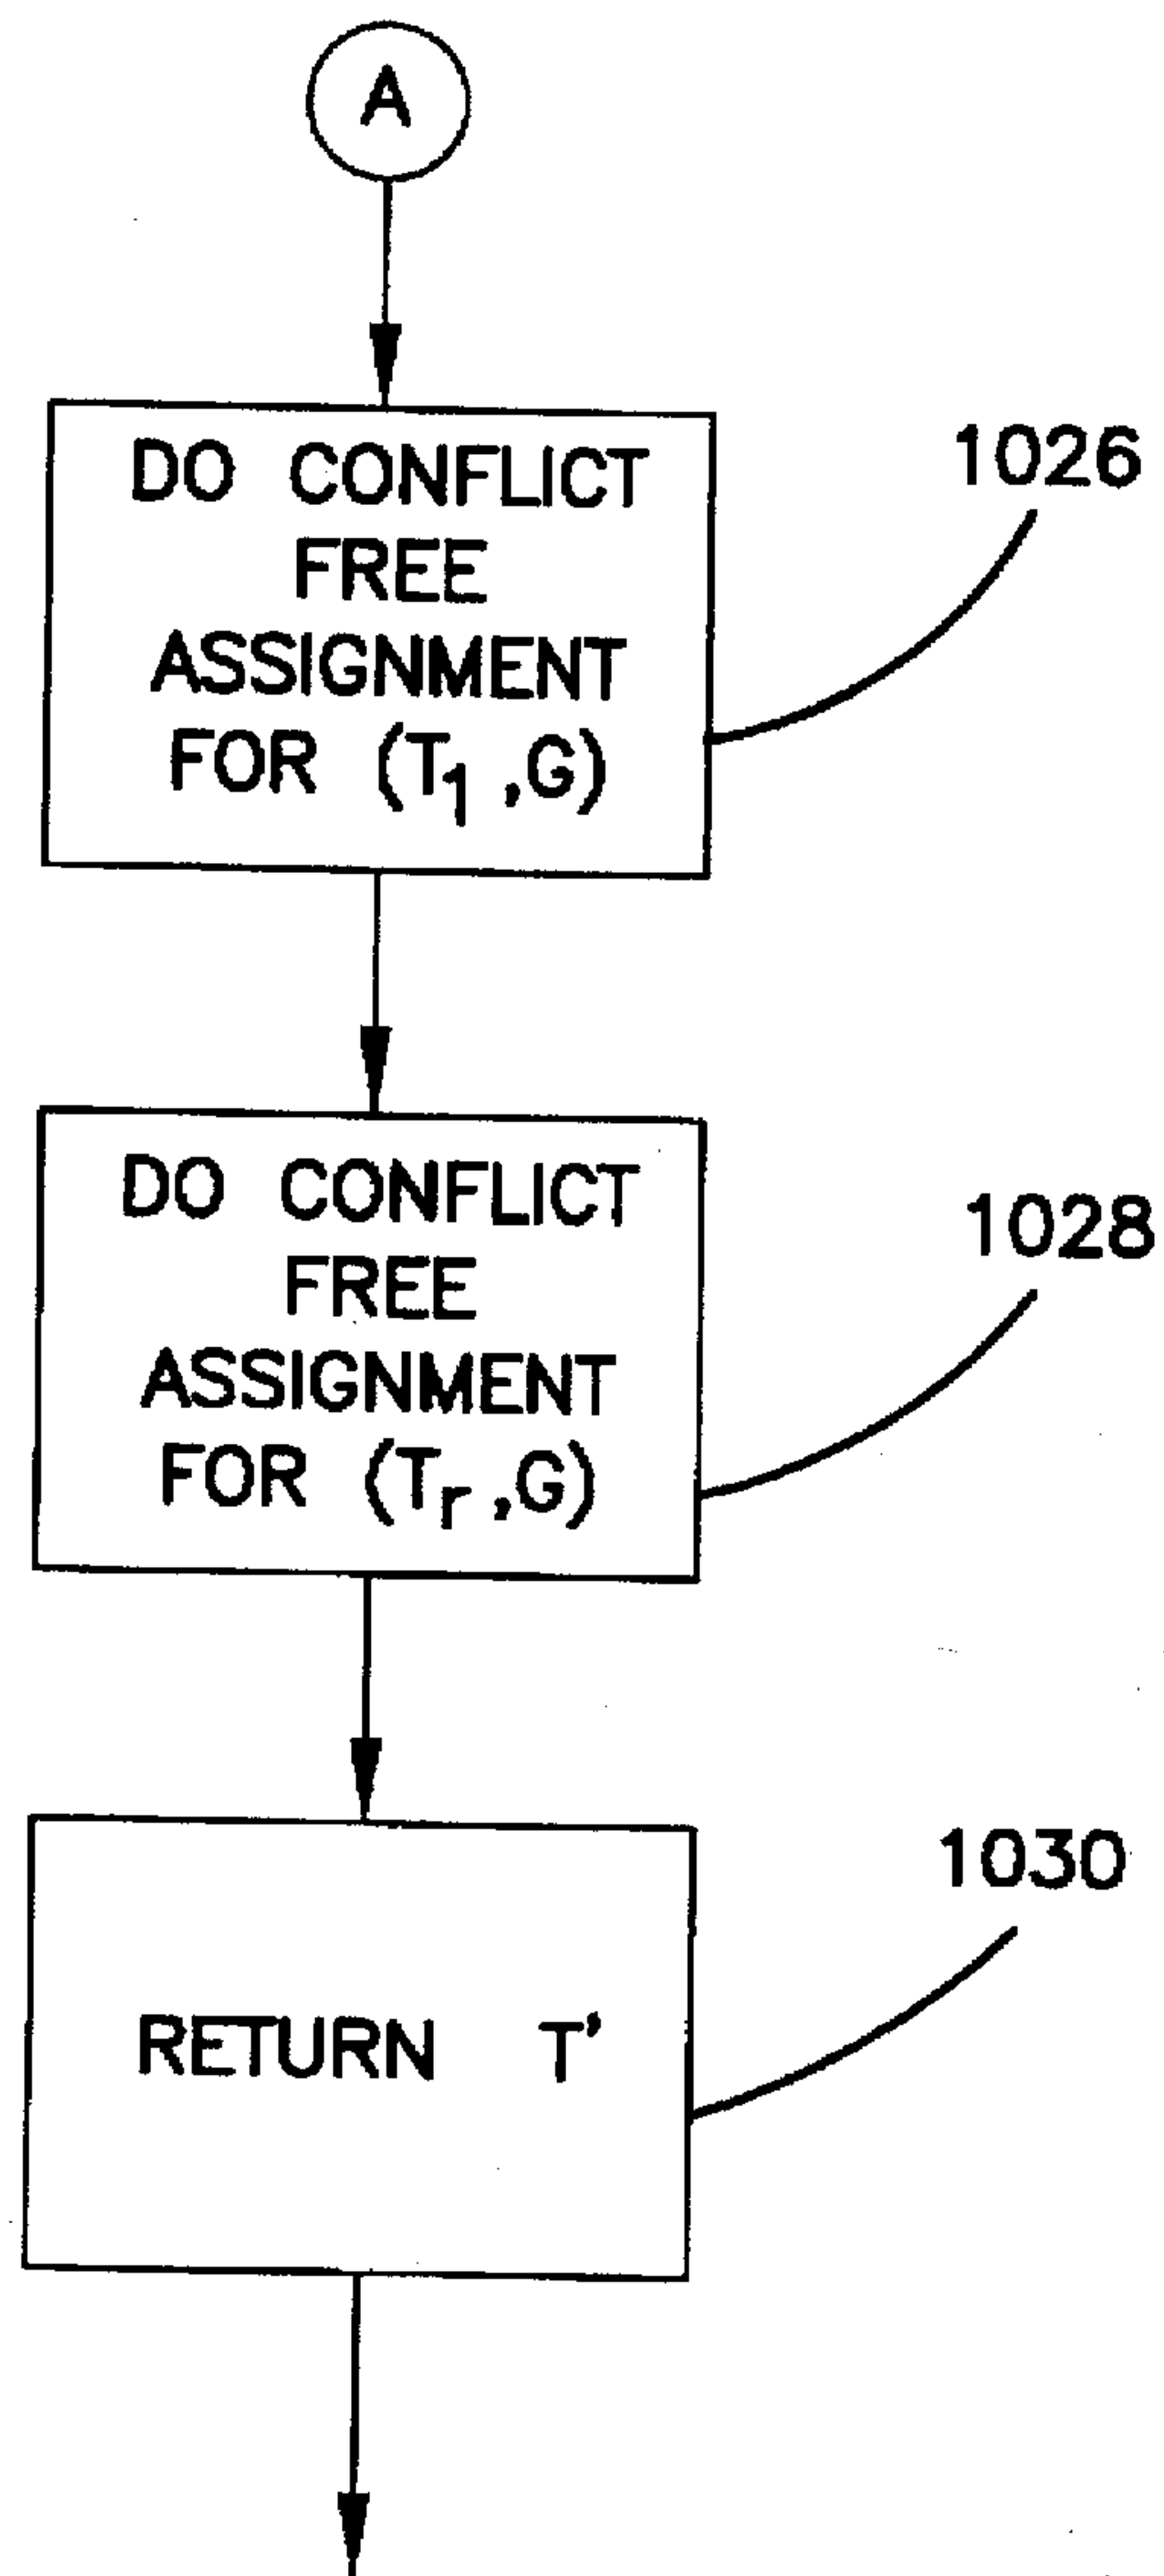 A
DO CONFLICT
FREE
ASSIGNMENT
FOR (T₁ ,G)
1026
DO CONFLICT
FREE
ASSIGNMENT
FOR (Tᵣ ,G)
1028
RETURN T'
1030